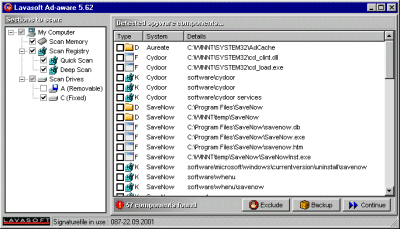 Lavasoft Ad-aware 5.62
Sections to scan:
My Computer
Scan Memory
Scan Registry
Quick Scan
Deep Scan
Scan Drives
A (Removable)
C (Fixed)
Detected spyware components...
Type System Details
D Aureate C:\WINNT\SYSTEM32\AdCache
F Cydoor C:\WINNT\SYSTEM32\cd_clint.dll
F Cydoor C:\WINNT\SYSTEM32\cd_load.exe
K Cydoor software\cydoor
K Cydoor software\cydoor
K Cydoor software\cydoor services
D SaveNow C:\Program Files\SaveNow
D SaveNow C:\WINNT\temp\SaveNow
F SaveNow C:\Program Files\SaveNow\savenow.db
F SaveNow C:\Program Files\SaveNow\SaveNow.exe
F SaveNow C:\Program Files\SaveNow\savenow.htm
F SaveNow C:\WINNT\temp\SaveNow\SaveNowInst.exe
K SaveNow software\microsoft\windows\currentversion\uninstall\savenow
K SaveNow software\whenu
K SaveNow software\whenu\savenow
57 components found
Exclude
Backup
Continue
LAVASOFT
Signaturefile in use : 087-22.09.2001